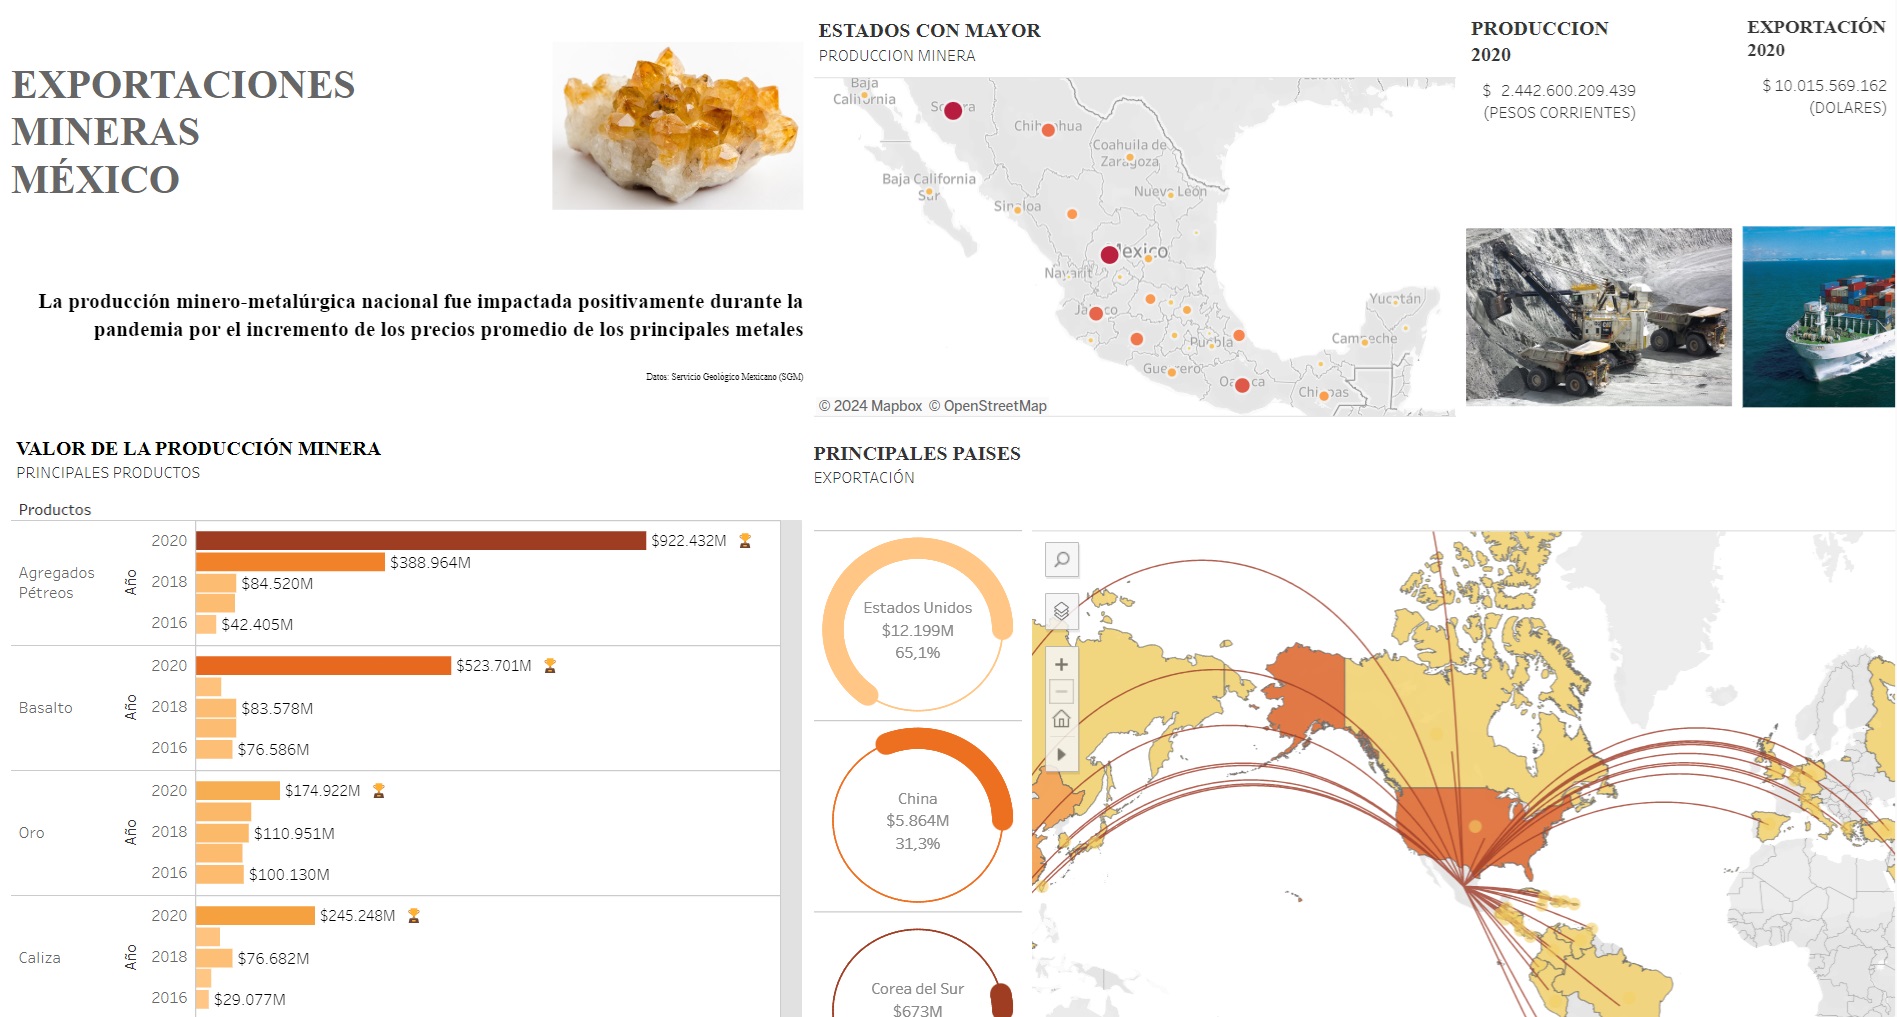 EXPORTACIONES
MINERAS
MÉXICO
La producción minero-metalúrgica nacional fue impactada positivamente durante la
pandemia por el incremento de los precios promedio de los principales metales
Datos: Servicio Geológico Mexicano (SGM)
ESTADOS CON MAYOR
PRODUCCION MINERA
Baja
California
Sonora
Chihuahua
Coahuila de
Zaragoza
Baja California
Sur
Nuevo León
Sinaloa
Mexico
Nayarit
Jalisco
Yucatán
Campeche
Puebla
Guerrero
Oaxaca
Chiapas
© 2024 Mapbox © OpenStreetMap
PRODUCCION
2020
$ 2.442.600.209.439
(PESOS CORRIENTES)
EXPORTACIÓN
2020
$ 10.015.569.162
(DOLARES)
VALOR DE LA PRODUCCIÓN MINERA
PRINCIPALES PRODUCTOS
Productos
Agregados
Pétreos
Año
2020
$922.432M
$388.964M
2018
$84.520M
2016
$42.405M
Basalto
Año
2020
$523.701M
2018
$83.578M
2016
$76.586M
Oro
Año
2020
$174.922M
2018
$110.951M
2016
$100.130M
Caliza
Año
2020
$245.248M
2018
$76.682M
2016
$29.077M
PRINCIPALES PAISES
EXPORTACIÓN
Estados Unidos
$12.199M
65,1%
China
$5.864M
31,3%
Corea del Sur
$673M